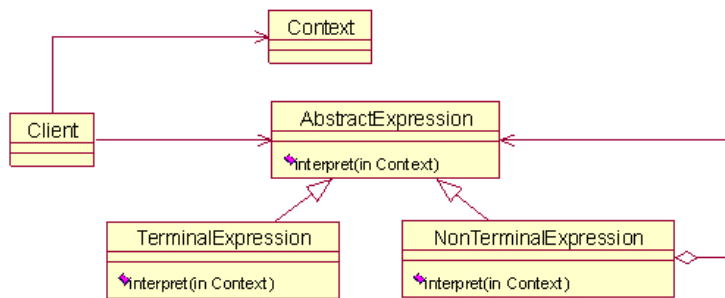 Context
Client
AbstractExpression
interpret(in Context)
TerminalExpression
interpret(in Context)
NonTerminalExpression
interpret(in Context)